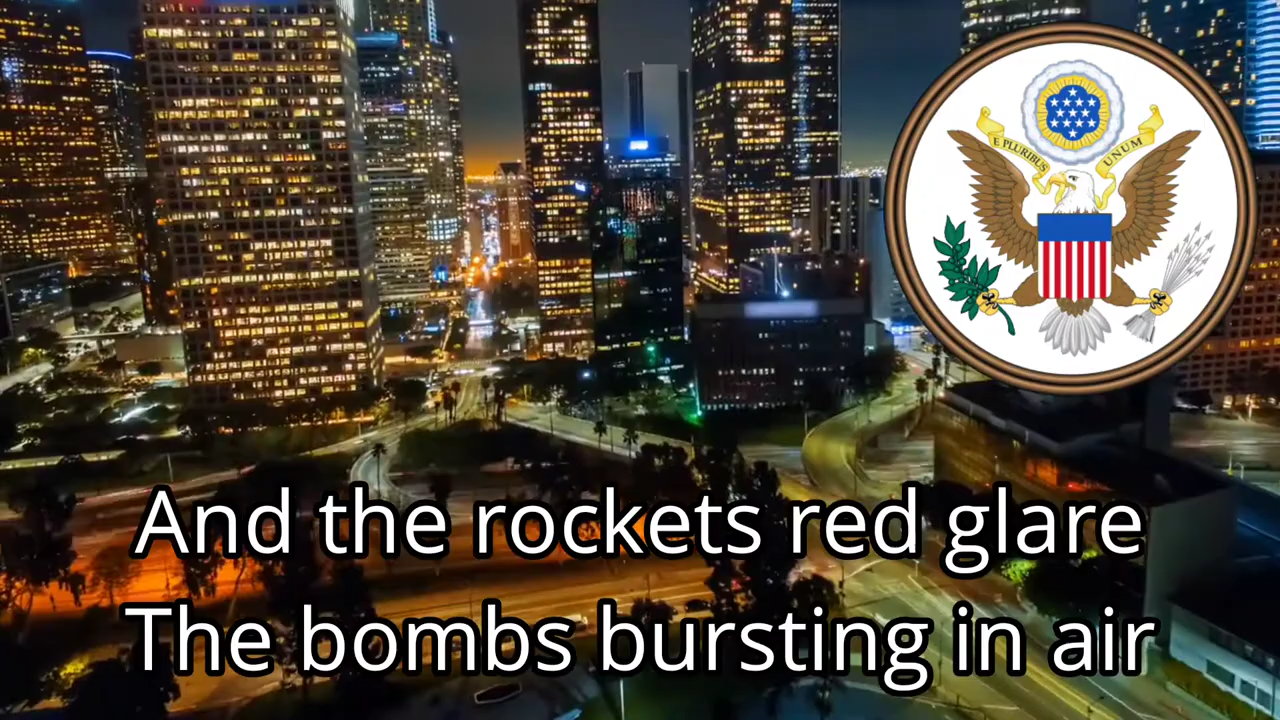 E PLURIBUS UNUM
And the rockets red glare
The bombs bursting in air